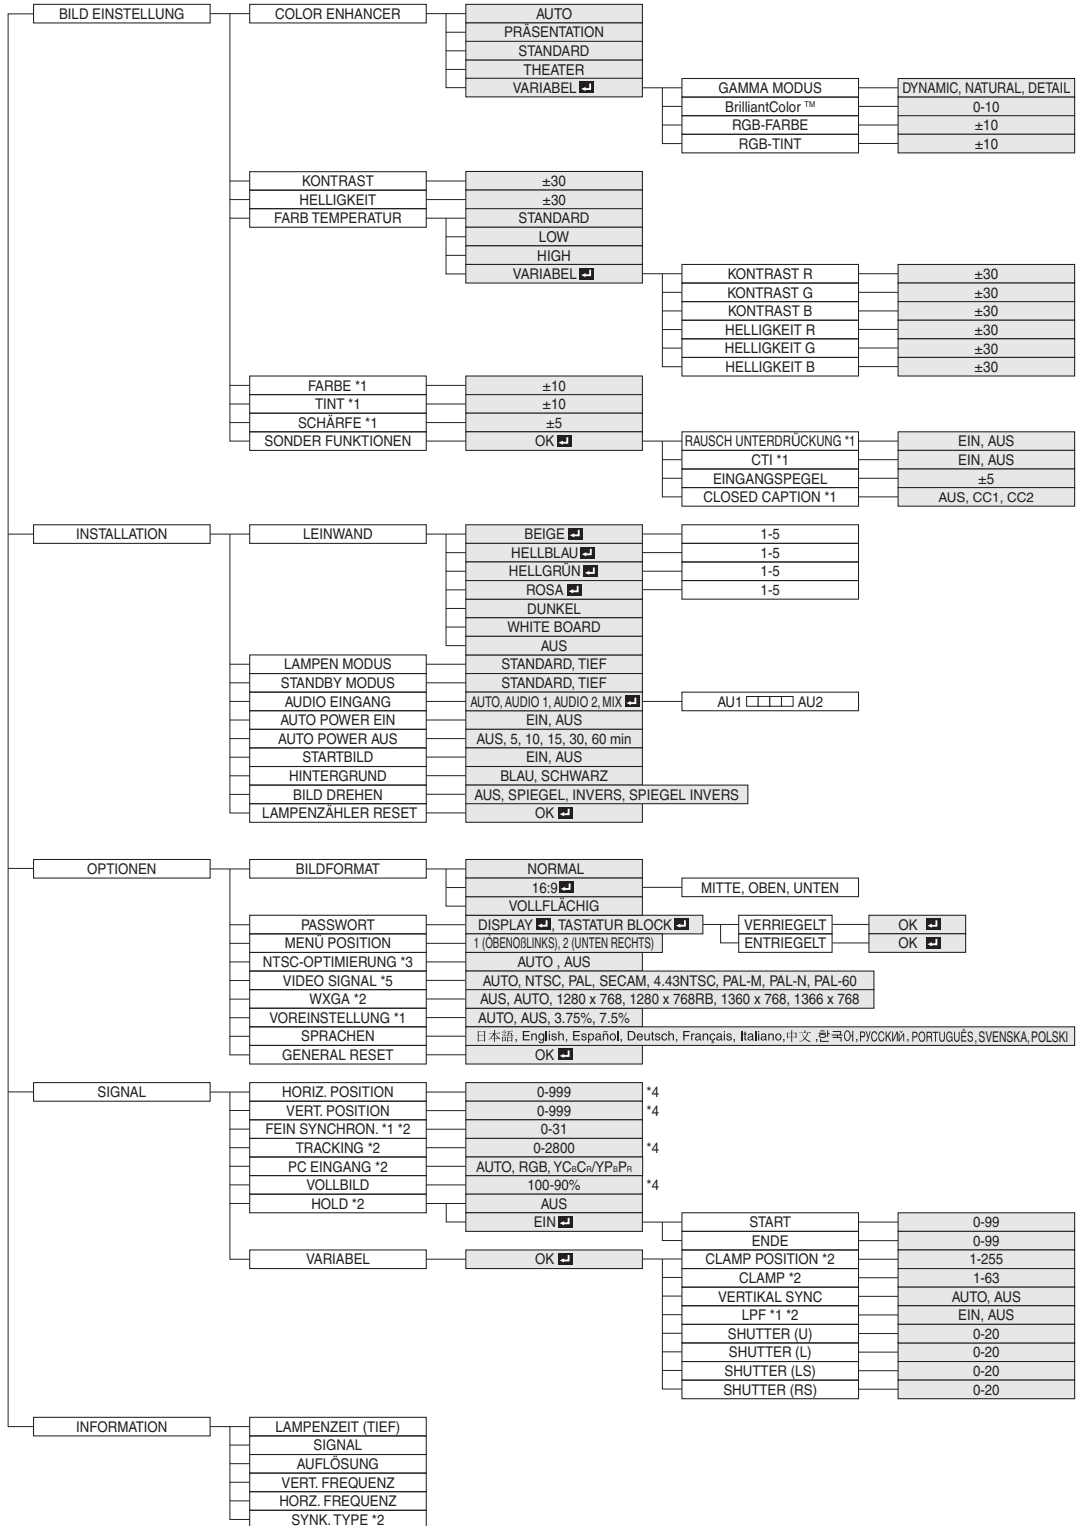 BILD EINSTELLUNG COLOR ENHANCER AUTO
PRÄSENTATION
STANDARD
THEATER
VARIABEL GAMMA MODUS DYNAMIC, NATURAL, DETAIL
BrilliantColor ™ 0-10
RGB-FARBE ±10
RGB-TINT ±10
KONTRAST ±30
HELLIGKEIT ±30
FARB TEMPERATUR STANDARD
LOW
HIGH
VARIABEL KONTRAST R ±30
KONTRAST G ±30
KONTRAST B ±30
HELLIGKEIT R ±30
HELLIGKEIT G ±30
HELLIGKEIT B ±30
FARBE *1 ±10
TINT *1 ±10
SCHÄRFE *1 ±5
SONDER FUNKTIONEN OK RAUSCH UNTERDRÜCKUNG *1 EIN, AUS
CTI *1 EIN, AUS
EINGANGSPEGEL ±5
CLOSED CAPTION *1 AUS, CC1, CC2
INSTALLATION LEINWAND BEIGE 1-5
HELLBLAU 1-5
HELLGRÜN 1-5
ROSA 1-5
DUNKEL
WHITE BOARD
AUS
LAMPEN MODUS STANDARD, TIEF
STANDBY MODUS STANDARD, TIEF
AUDIO EINGANG AUTO, AUDIO 1, AUDIO 2, MIX AU1 AU2
AUTO POWER EIN EIN, AUS
AUTO POWER AUS AUS, 5, 10, 15, 30, 60 min
STARTBILD EIN, AUS
HINTERGRUND BLAU, SCHWARZ
BILD DREHEN AUS, SPIEGEL, INVERS, SPIEGEL INVERS
LAMPENZÄHLER RESET OK
OPTIONEN BILDFORMAT NORMAL
16:9 MITTE, OBEN, UNTEN
VOLLFLÄCHIG
PASSWORT DISPLAY , TASTATUR BLOCK VERRIEGELT OK
MENÜ POSITION 1 (ÓBENOßLINKS), 2 (UNTEN RECHTS) ENTRIEGELT OK
NTSC-OPTIMIERUNG *3 AUTO , AUS
VIDEO SIGNAL *5 AUTO, NTSC, PAL, SECAM, 4.43NTSC, PAL-M, PAL-N, PAL-60
WXGA *2 AUS, AUTO, 1280 x 768, 1280 x 768RB, 1360 x 768, 1366 x 768
VOREINSTELLUNG *1 AUTO, AUS, 3.75%, 7.5%
SPRACHEN 日本語, English, Español, Deutsch, Français, Italiano,中文 ,한국어,РУССКИЙ, PORTUGUÊS,SVENSKA,POLSKI
GENERAL RESET OK
SIGNAL HORIZ. POSITION 0-999 *4
VERT. POSITION 0-999 *4
FEIN SYNCHRON. *1 *2 0-31
TRACKING *2 0-2800 *4
PC EINGANG *2 AUTO, RGB, YCBCR/YPBPR
VOLLBILD 100-90% *4
HOLD *2 AUS
EIN START 0-99
ENDE 0-99
VARIABEL OK CLAMP POSITION *2 1-255
CLAMP *2 1-63
VERTIKAL SYNC AUTO, AUS
LPF *1 *2 EIN, AUS
SHUTTER (U) 0-20
SHUTTER (L) 0-20
SHUTTER (LS) 0-20
SHUTTER (RS) 0-20
INFORMATION LAMPENZEIT (TIEF)
SIGNAL
AUFLÖSUNG
VERT. FREQUENZ
HORZ. FREQUENZ
SYNK. TYPE *2